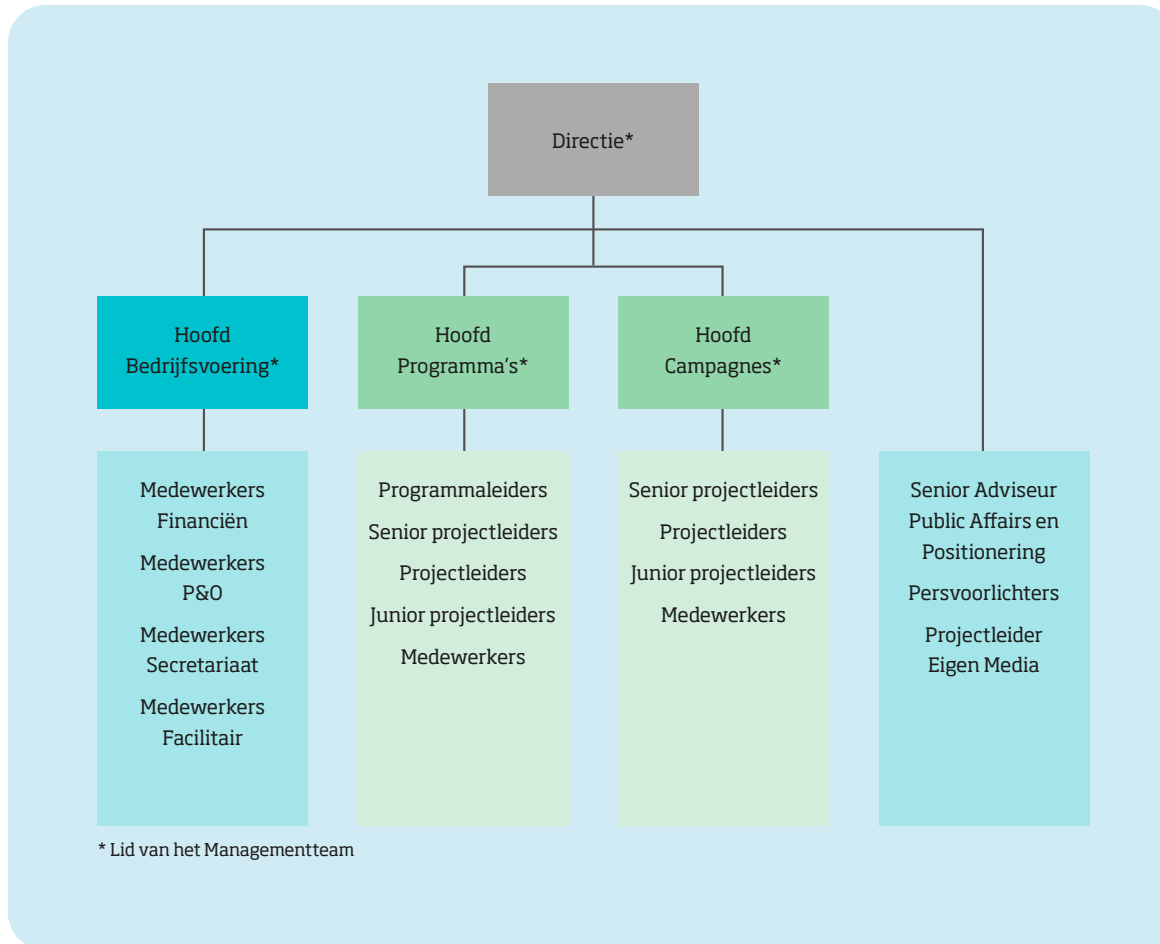 Directie*
Hoofd
Bedrijfsvoering*
Hoofd
Programma's*
Hoofd
Campagnes*
Medewerkers
Financiën
Medewerkers
P&O
Medewerkers
Secretariaat
Medewerkers
Facilitair
Programmaleiders
Senior projectleiders
Projectleiders
Junior projectleiders
Medewerkers
Senior projectleiders
Projectleiders
Junior projectleiders
Medewerkers
Senior Adviseur
Public Affairs en
Positionering
Persvoorlichters
Projectleider
Eigen Media
* Lid van het Managementteam